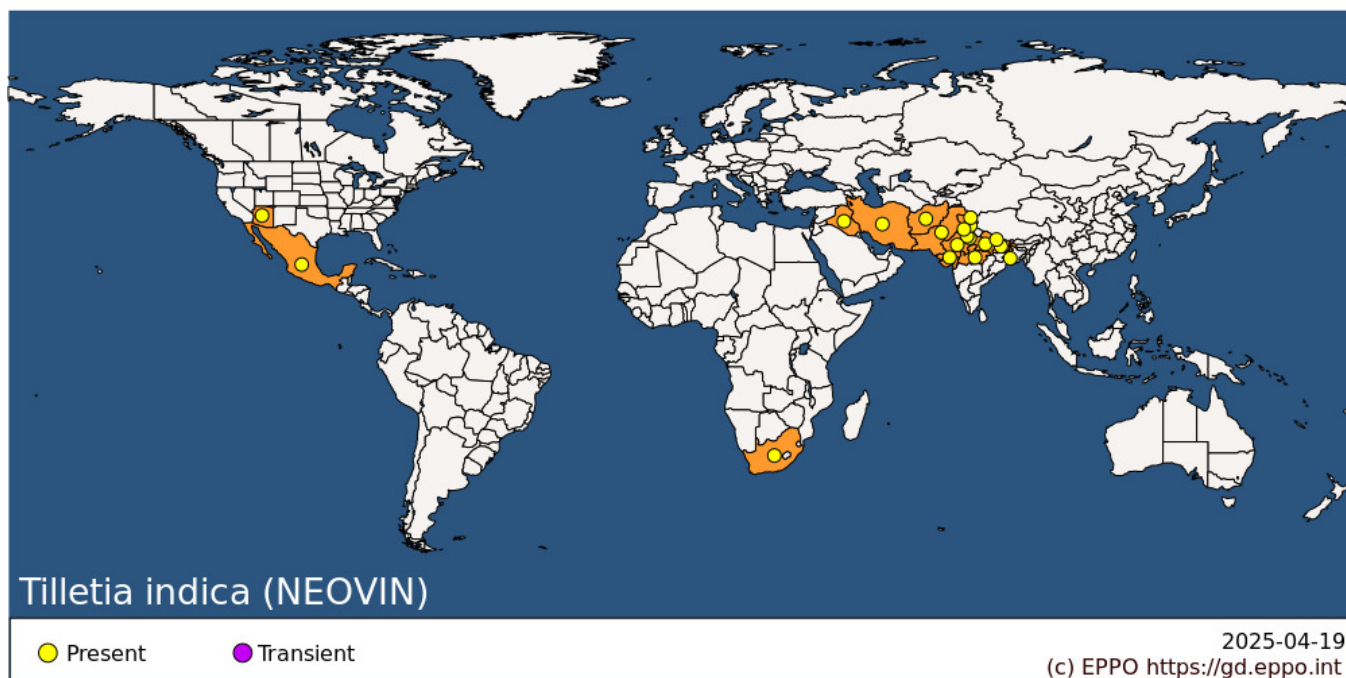 Tilletia indica (NEOVIN)
Present
Transient
2025-04-19
(c) EPPO https://gd.eppo.int